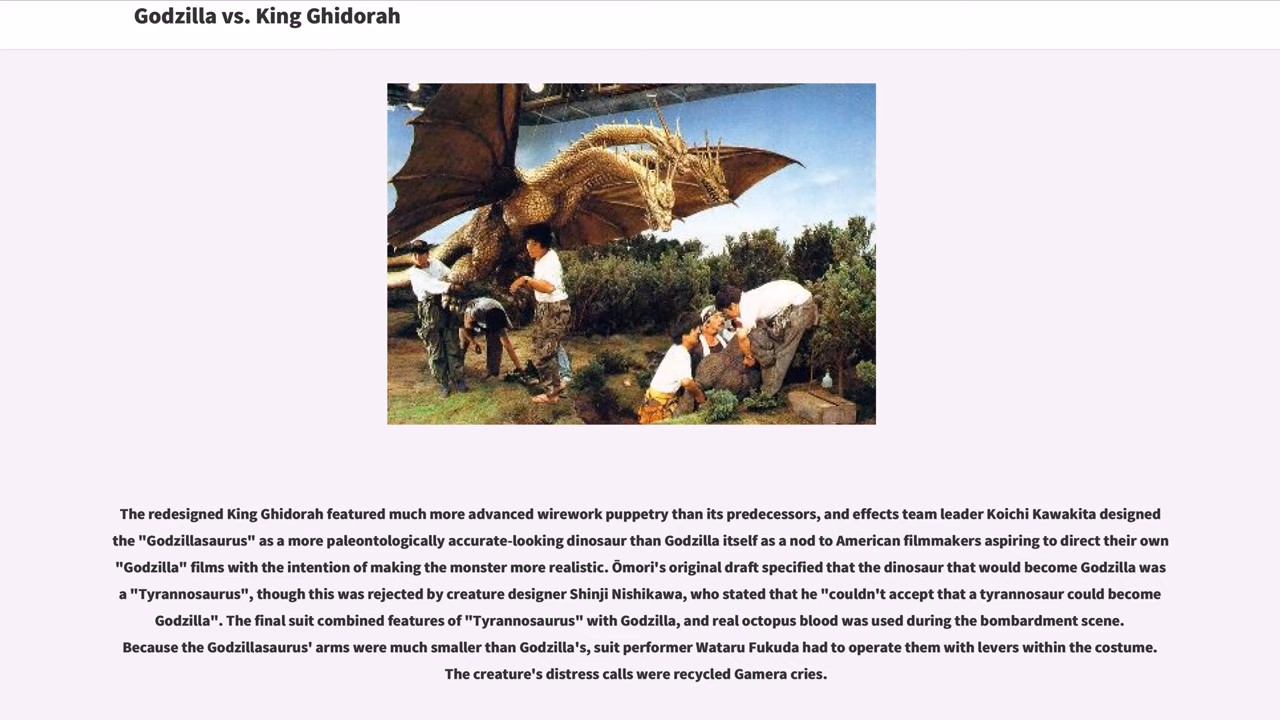 Godzilla vs. King Ghidorah
The redesigned King Ghidorah featured much more advanced wirework puppetry than its predecessors, and effects team leader Koichi Kawakita designed
the "Godzillasaurus" as a more paleontologically accurate-looking dinosaur than Godzilla itself as a nod to American filmmakers aspiring to direct their own
"Godzilla" films with the intention of making the monster more realistic. Ōmori's original draft specified that the dinosaur that would become Godzilla was
a "Tyrannosaurus", though this was rejected by creature designer Shinji Nishikawa, who stated that he "couldn't accept that a tyrannosaur could become
Godzilla". The final suit combined features of "Tyrannosaurus" with Godzilla, and real octopus blood was used during the bombardment scene.
Because the Godzillasaurus' arms were much smaller than Godzilla's, suit performer Wataru Fukuda had to operate them with levers within the costume.
The creature's distress calls were recycled Gamera cries.